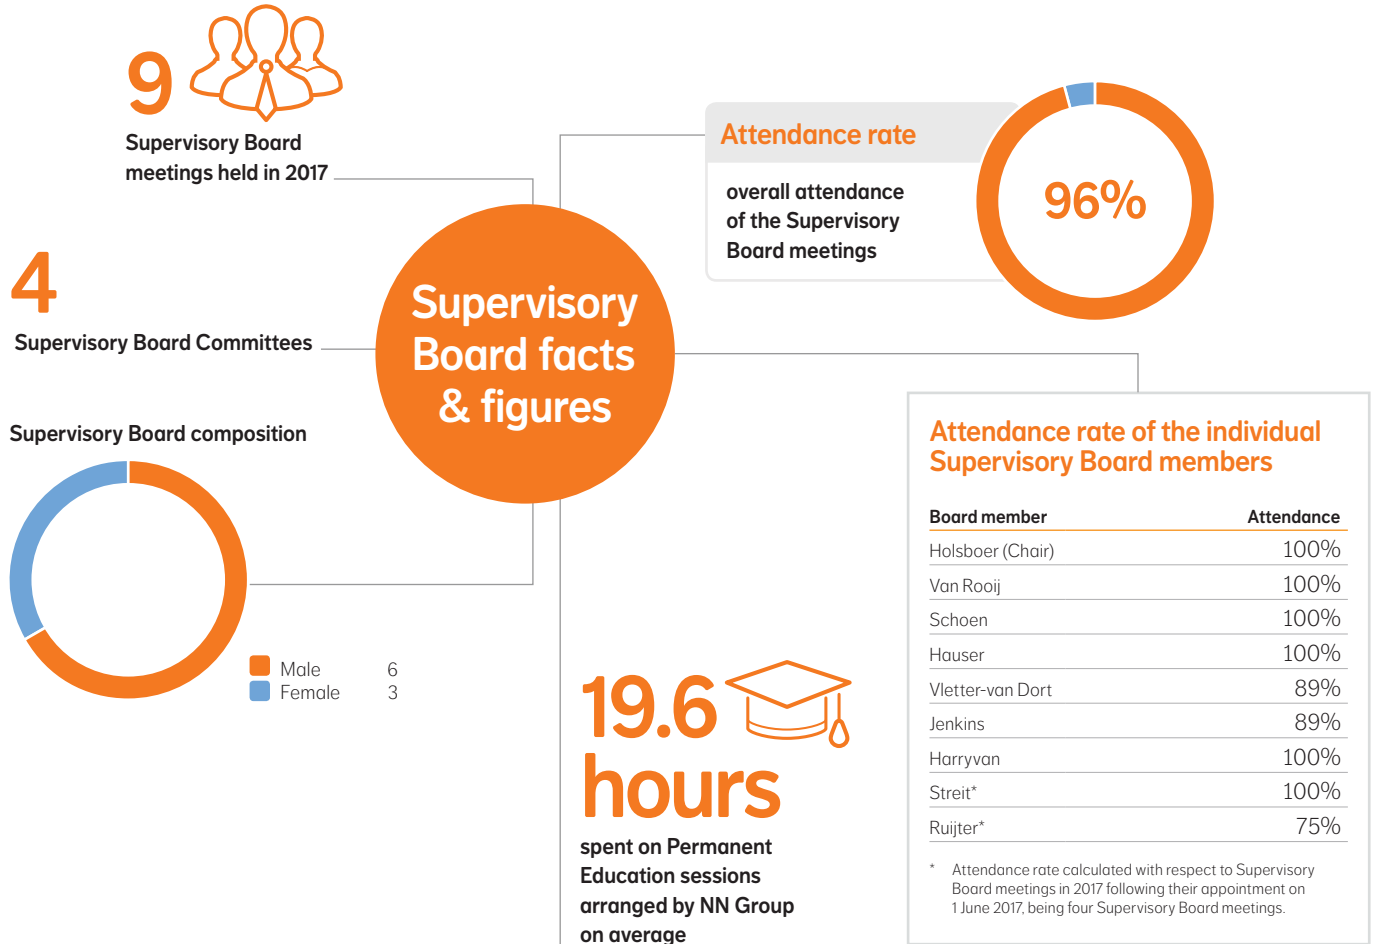 9
Supervisory Board
meetings held in 2017
4
Supervisory Board Committees
Supervisory Board composition
Male 6
Female 3
Supervisory
Board facts
& figures
Attendance rate
overall attendance
of the Supervisory
Board meetings
96%
19.6
hours
spent on Permanent
Education sessions
arranged by NN Group
on average
Attendance rate of the individual
Supervisory Board members
Board member Attendance
Holsboer (Chair) 100%
Van Rooij 100%
Schoen 100%
Hauser 100%
Vletter-van Dort 89%
Jenkins 89%
Harryvan 100%
Streit* 100%
Ruijter* 75%
* Attendance rate calculated with respect to Supervisory
Board meetings in 2017 following their appointment on
1 June 2017, being four Supervisory Board meetings.